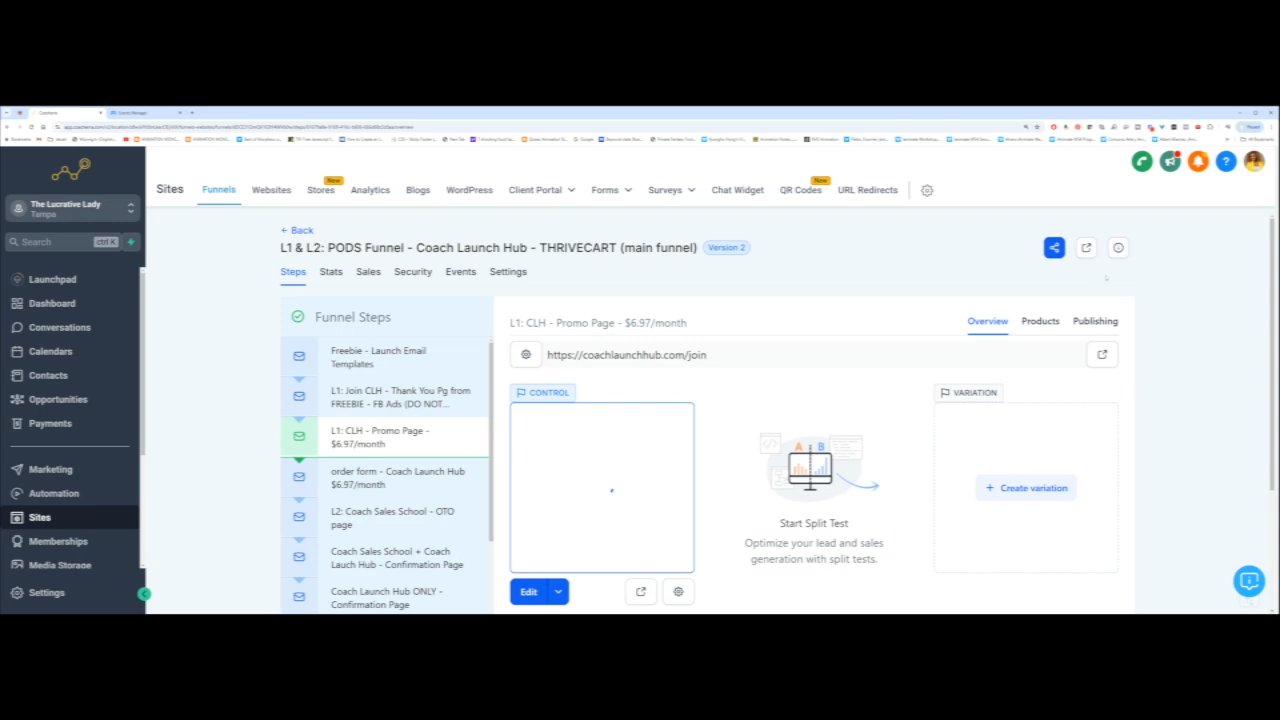 Sites
Funnels
Websites
Stores
New
Analytics
Blogs
WordPress
Client Portal
Forms
Surveys
Chat Widget
QR Codes
New
URL Redirects
The Lucrative Lady
Tampa
Search
ctrl K
Launchpad
Dashboard
Conversations
Calendars
Contacts
Opportunities
Payments
Marketing
Automation
Sites
Memberships
Media Storage
Settings
Back
L1 & L2: PODS Funnel - Coach Launch Hub - THRIVECART (main funnel)
Version 2
Steps
Stats
Sales
Security
Events
Settings
Funnel Steps
Freebie - Launch Email
Templates
L1: Join CLH - Thank You Pg from
FREEBIE - FB Ads (DO NOT...
L1: CLH - Promo Page -
$6.97/month
order form - Coach Launch Hub
$6.97/month
L2: Coach Sales School - OTO
page
Coach Sales School + Coach
Lauch Hub - Confirmation Page
Coach Launch Hub ONLY -
Confirmation Page
L1: CLH - Promo Page - $6.97/month
Overview
Products
Publishing
https://coachlaunchhub.com/join
CONTROL
VARIATION
A B
Start Split Test
Optimize your lead and sales
generation with split tests.
+ Create variation
Edit